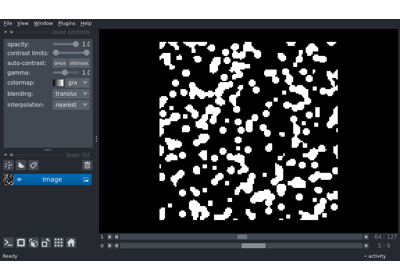 File View Window Plugins Help
layer controls
opacity: 1.0
contrast limits:
auto-contrast: once
gamma: 1.0
colormap: gra
blending: translu
interpolation: nearest
layer list
Image
1 64 127
0 5 9
Ready activity